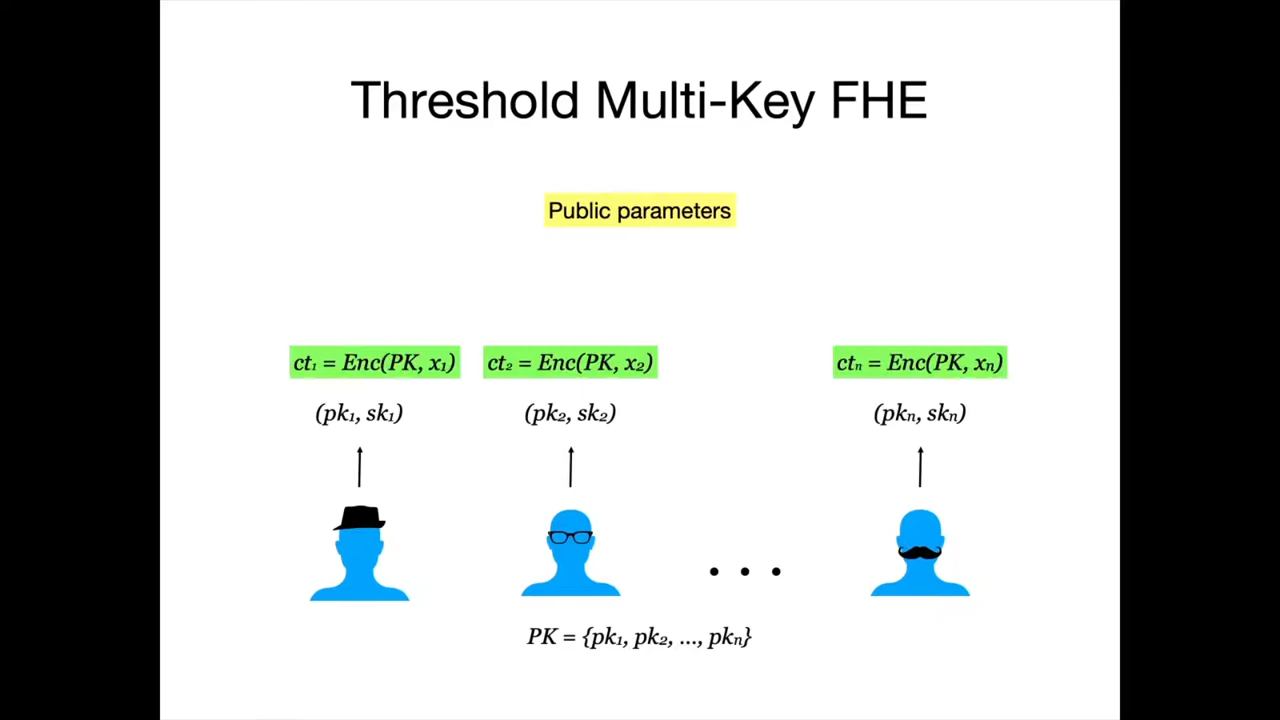 Threshold Multi-Key FHE
Public parameters
ct₁ = Enc(PK, x₁) ct₂ = Enc(PK, x₂) ctₙ = Enc(PK, xₙ)
(pk₁, sk₁) (pk₂, sk₂) (pkₙ, skₙ)
• • •
PK = {pk₁, pk₂, ..., pkₙ}